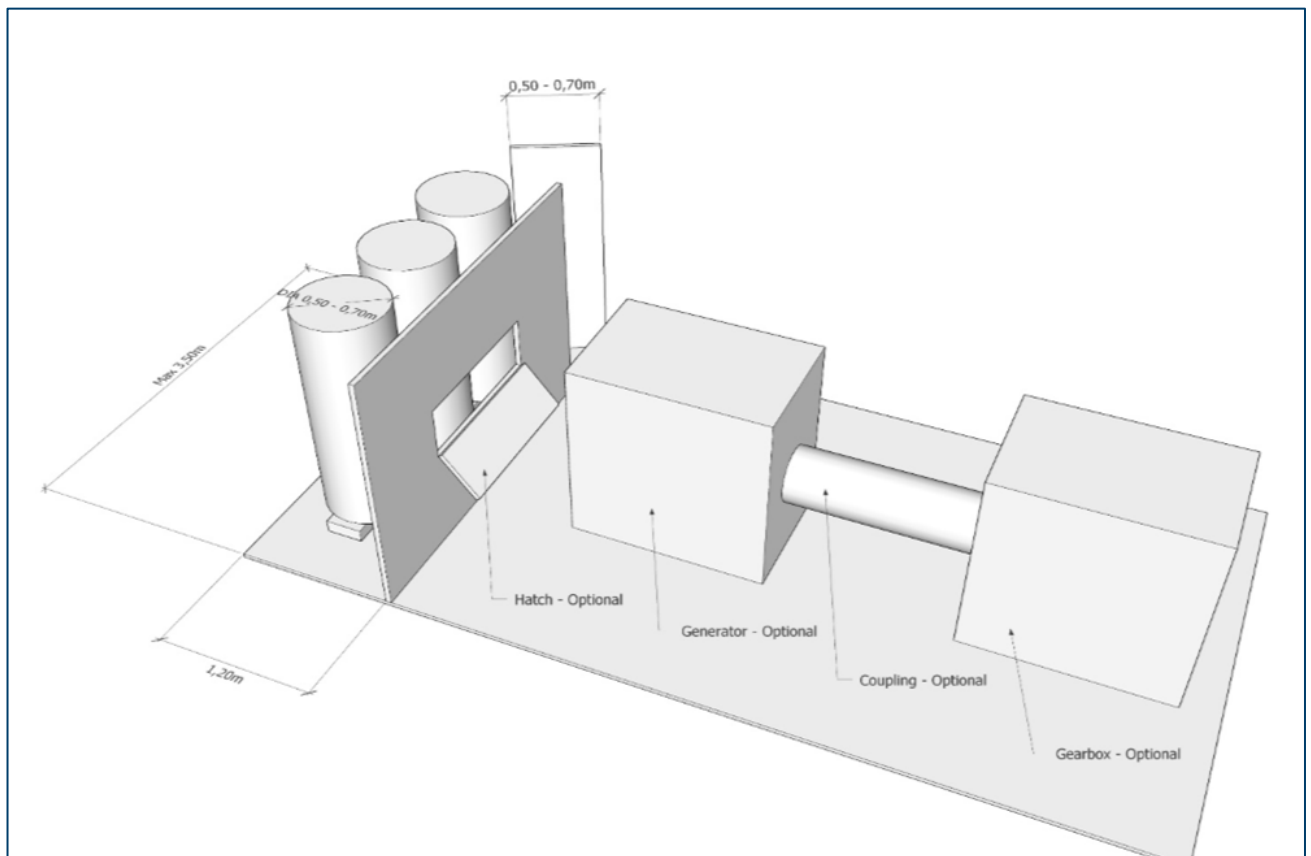 0,50 - 0,70m
DIA 0,50 - 0,70m
Max 3,50m
Hatch - Optional
Generator - Optional
1,20m
Coupling - Optional
Gearbox - Optional